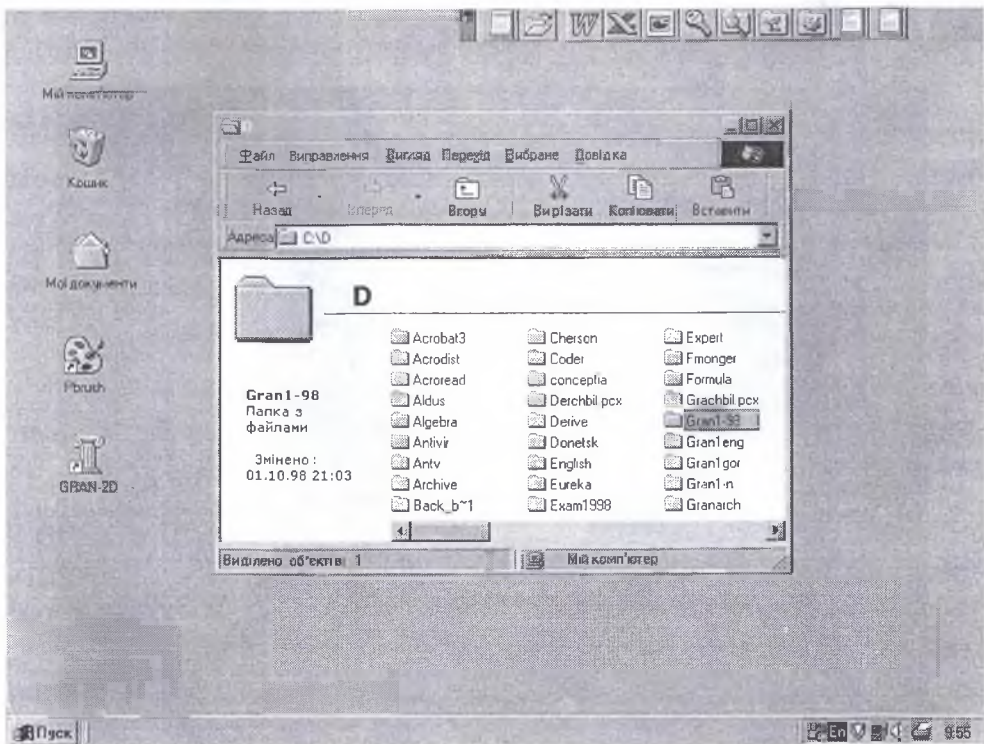 Мій комп'ютер
Кошик
Мої документи
Pbrush
GRAN-2D
Файл Виправлення Вигляд Перехід Вибране Довідка
Назад Вперед Вгору Вирізати Копіювати Вставити
Адреса C:\D
D
Gran1-98
Папка з
файлами
Змінено :
01.10.98 21:03
Acrobat3
Acrodist
Acroread
Aldus
Algebra
Antivir
Antv
Archive
Back_b~1
Cherson
Coder
conceptia
Derchbil.pcx
Derive
Donetsk
English
Eureka
Exam1998
Expert
Fmonger
Formula
Grachbil.pcx
Gran1-98
Gran1eng
Gran1gor
Gran1-n
Granarch
Виділено об'єктів: 1 Мій комп'ютер
Пуск En 9:55